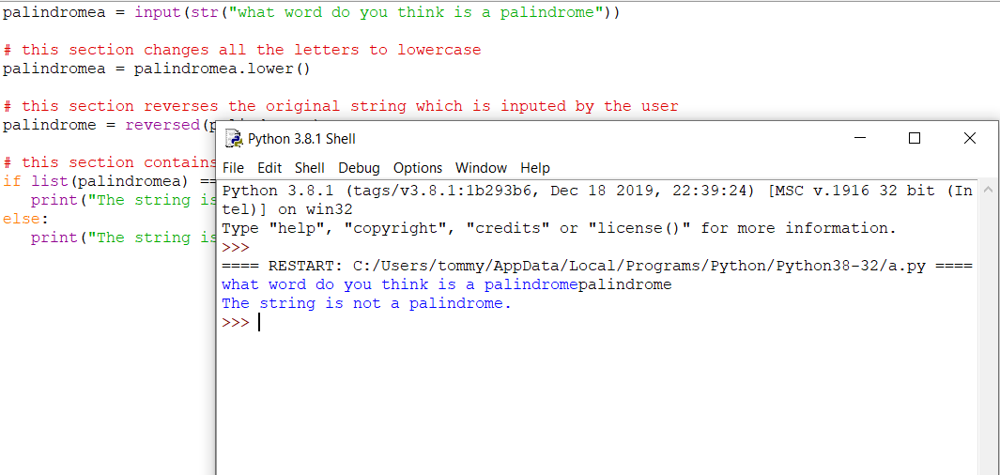 palindromea = input(str("what word do you think is a palindrome"))
# this section changes all the letters to lowercase
palindromea = palindromea.lower()
# this section reverses the original string which is inputed by the user
palindrome = reversed(
# this section contains
if list(palindromea) ==
print("The string is
else:
print("The string is
Python 3.8.1 Shell
File Edit Shell Debug Options Window Help
Python 3.8.1 (tags/v3.8.1:1b293b6, Dec 18 2019, 22:39:24) [MSC v.1916 32 bit (In
tel)] on win32
Type "help", "copyright", "credits" or "license()" for more information.
>>>
==== RESTART: C:/Users/tommy/AppData/Local/Programs/Python/Python38-32/a.py ====
what word do you think is a palindromepalindrome
The string is not a palindrome.
>>>